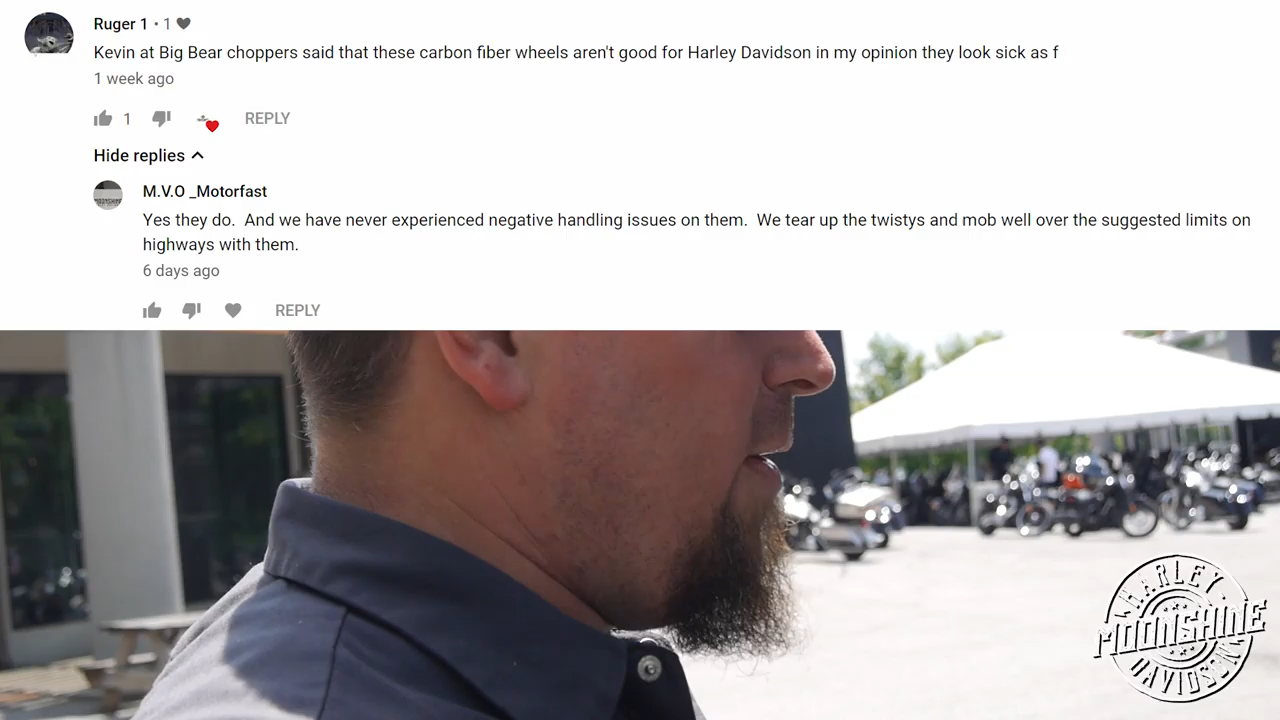 Ruger 1 • 1
Kevin at Big Bear choppers said that these carbon fiber wheels aren't good for Harley Davidson in my opinion they look sick as f
1 week ago
1
REPLY
Hide replies
M.V.O _Motorfast
Yes they do.  And we have never experienced negative handling issues on them.  We tear up the twistys and mob well over the suggested limits on
highways with them.
6 days ago
REPLY
HARLEY
MOONSHINE
DAVIDSON